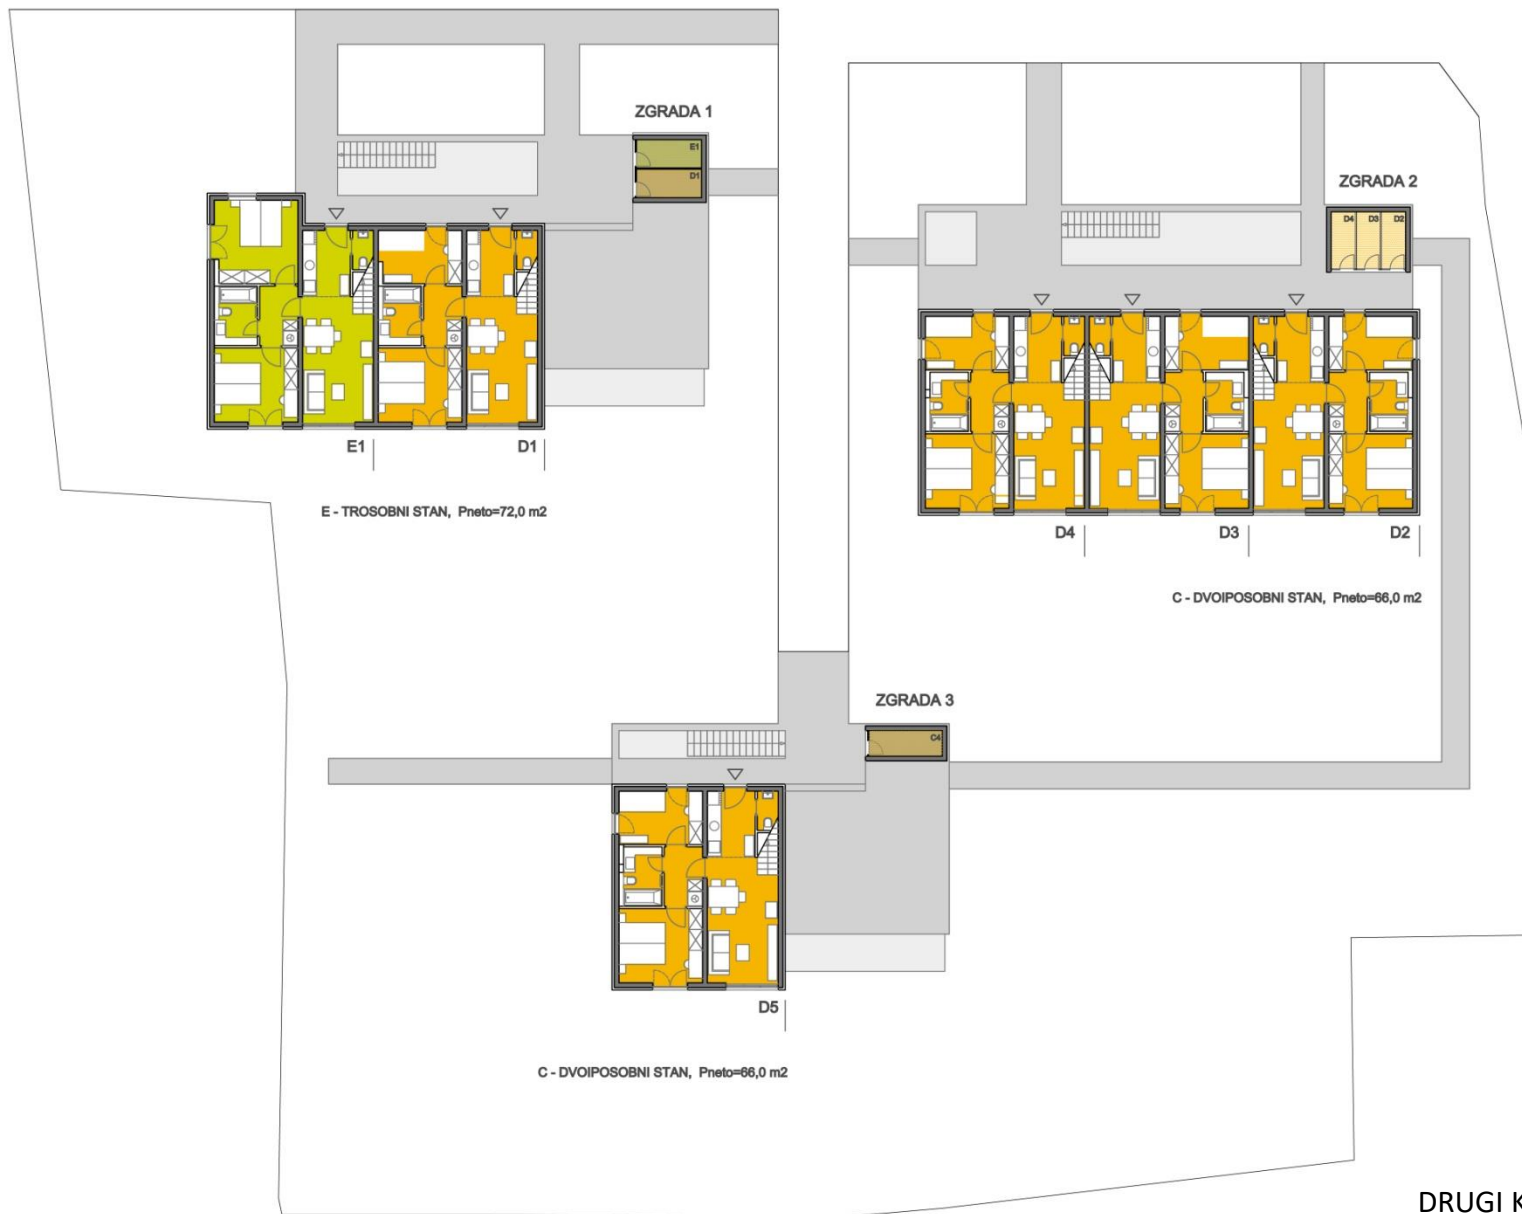 ZGRADA 1
E1
D1
E1
D1
E - TROSOBNI STAN, Pneto=72,0 m2
ZGRADA 2
D4 D3 D2
D4
D3
D2
C - DVOIPOSOBNI STAN, Pneto=66,0 m2
ZGRADA 3
C4
D5
C - DVOIPOSOBNI STAN, Pneto=66,0 m2
DRUGI K